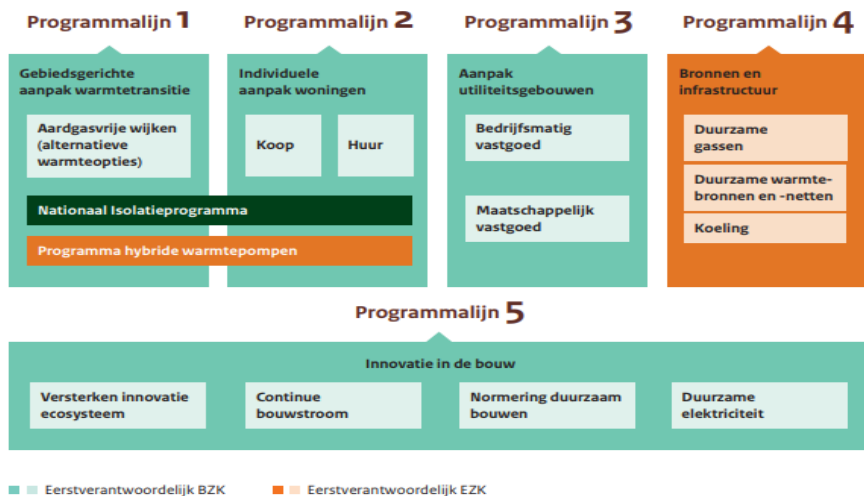 Programmalijn 1
Gebiedsgerichte
aanpak warmtetransitie
Aardgasvrije wijken
(alternatieve
warmteopties)
Programmalijn 2
Individuele
aanpak woningen
Koop
Huur
Nationaal Isolatieprogramma
Programma hybride warmtepompen
Programmalijn 3
Aanpak
utiliteitsgebouwen
Bedrijfsmatig
vastgoed
Maatschappelijk
vastgoed
Programmalijn 4
Bronnen en
infrastructuur
Duurzame
gassen
Duurzame warmte-
bronnen en -netten
Koeling
Programmalijn 5
Innovatie in de bouw
Versterken innovatie
ecosysteem
Continue
bouwstroom
Normering duurzaam
bouwen
Duurzame
elektriciteit
Eerstverantwoordelijk BZK
Eerstverantwoordelijk EZK